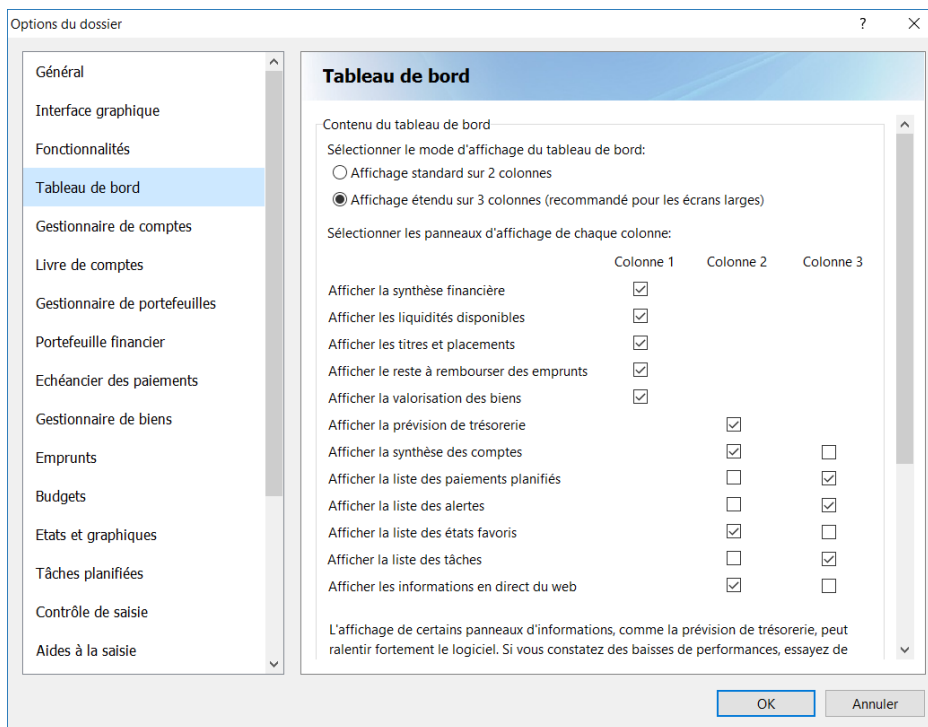 Options du dossier
?
Général
Interface graphique
Fonctionnalités
Tableau de bord
Gestionnaire de comptes
Livre de comptes
Gestionnaire de portefeuilles
Portefeuille financier
Echéancier des paiements
Gestionnaire de biens
Emprunts
Budgets
Etats et graphiques
Tâches planifiées
Contrôle de saisie
Aides à la saisie
Tableau de bord
Contenu du tableau de bord
Sélectionner le mode d'affichage du tableau de bord:
Affichage standard sur 2 colonnes
Affichage étendu sur 3 colonnes (recommandé pour les écrans larges)
Sélectionner les panneaux d'affichage de chaque colonne:
Colonne 1 Colonne 2 Colonne 3
Afficher la synthèse financière
Afficher les liquidités disponibles
Afficher les titres et placements
Afficher le reste à rembourser des emprunts
Afficher la valorisation des biens
Afficher la prévision de trésorerie
Afficher la synthèse des comptes
Afficher la liste des paiements planifiés
Afficher la liste des alertes
Afficher la liste des états favoris
Afficher la liste des tâches
Afficher les informations en direct du web
L'affichage de certains panneaux d'informations, comme la prévision de trésorerie, peut
ralentir fortement le logiciel. Si vous constatez des baisses de performances, essayez de
OK Annuler